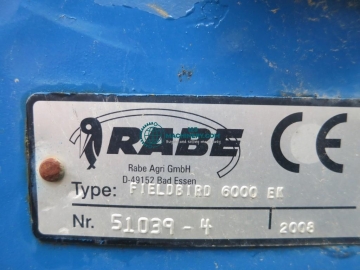 RABE
CE
Rabe Agri GmbH
D-49152 Bad Essen
Type: FIELDBIRD 6000 EK
Nr. 51039-4 2008